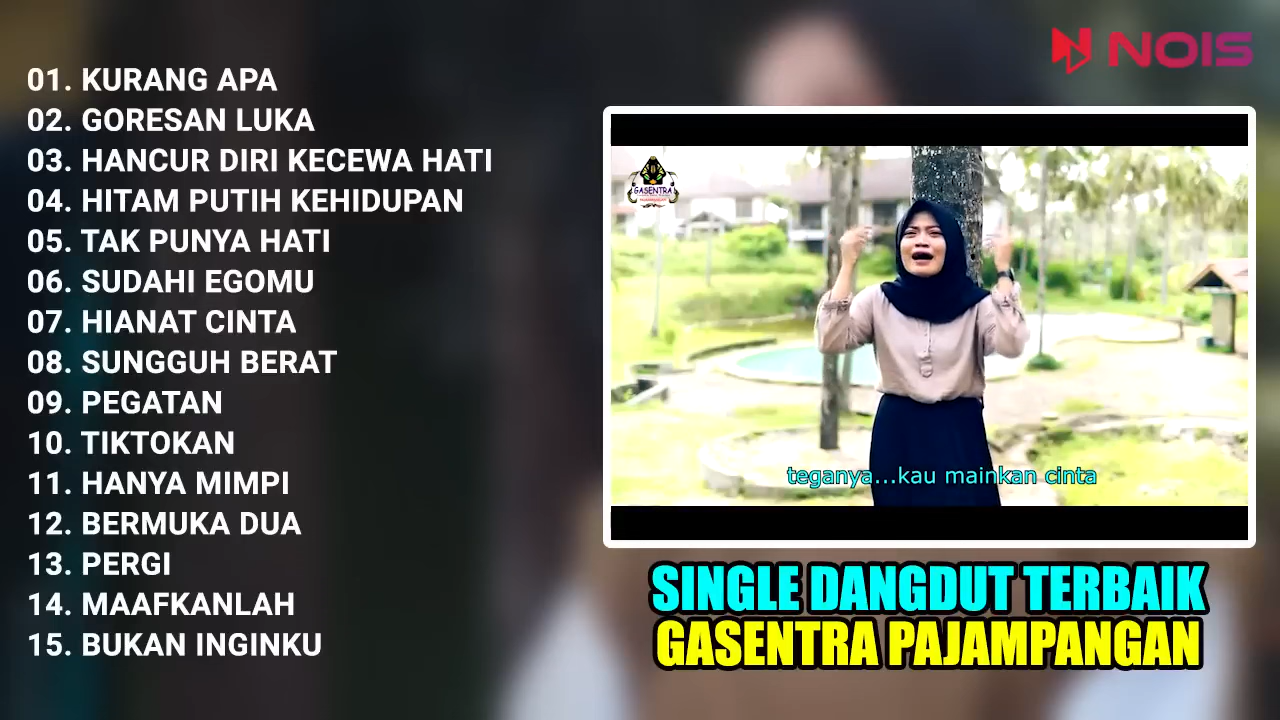 NOIS
01. KURANG APA
02. GORESAN LUKA
03. HANCUR DIRI KECEWA HATI
04. HITAM PUTIH KEHIDUPAN
05. TAK PUNYA HATI
06. SUDAHI EGOMU
07. HIANAT CINTA
08. SUNGGUH BERAT
09. PEGATAN
10. TIKTOKAN
11. HANYA MIMPI
12. BERMUKA DUA
13. PERGI
14. MAAFKANLAH
15. BUKAN INGINKU
GASENTRA
PAJAMPANGAN
teganya...kau mainkan cinta
SINGLE DANGDUT TERBAIK
GASENTRA PAJAMPANGAN